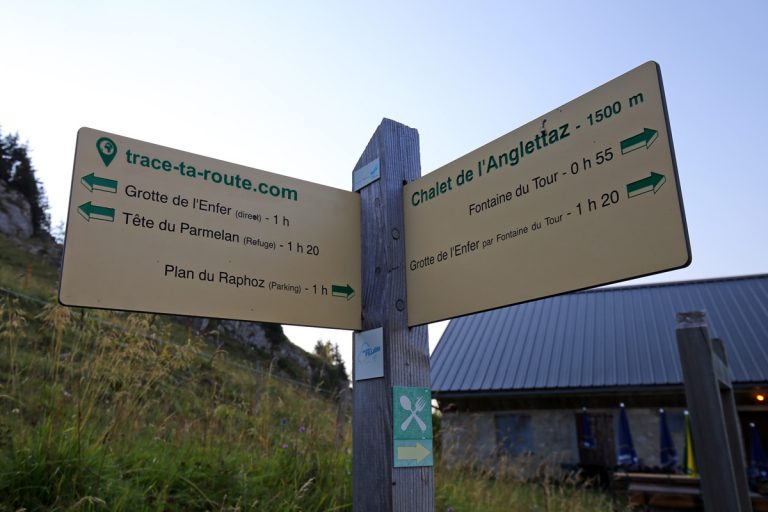 trace-ta-route.com
Grotte de l'Enfer (direct) - 1 h
Tête du Parmelan (Refuge) - 1 h 20
Plan du Raphoz (Parking) - 1 h
Chalet de l'Anglettaz - 1500 m
Fontaine du Tour - 0 h 55
Grotte de l'Enfer par Fontaine du Tour - 1 h 20